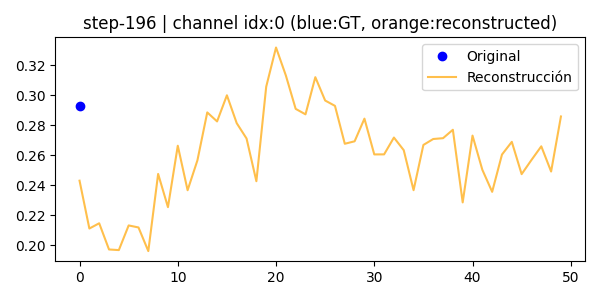 step-196 | channel idx:0 (blue:GT, orange:reconstructed)
Original
Reconstrucción
0.32
0.30
0.28
0.26
0.24
0.22
0.20
0 10 20 30 40 50